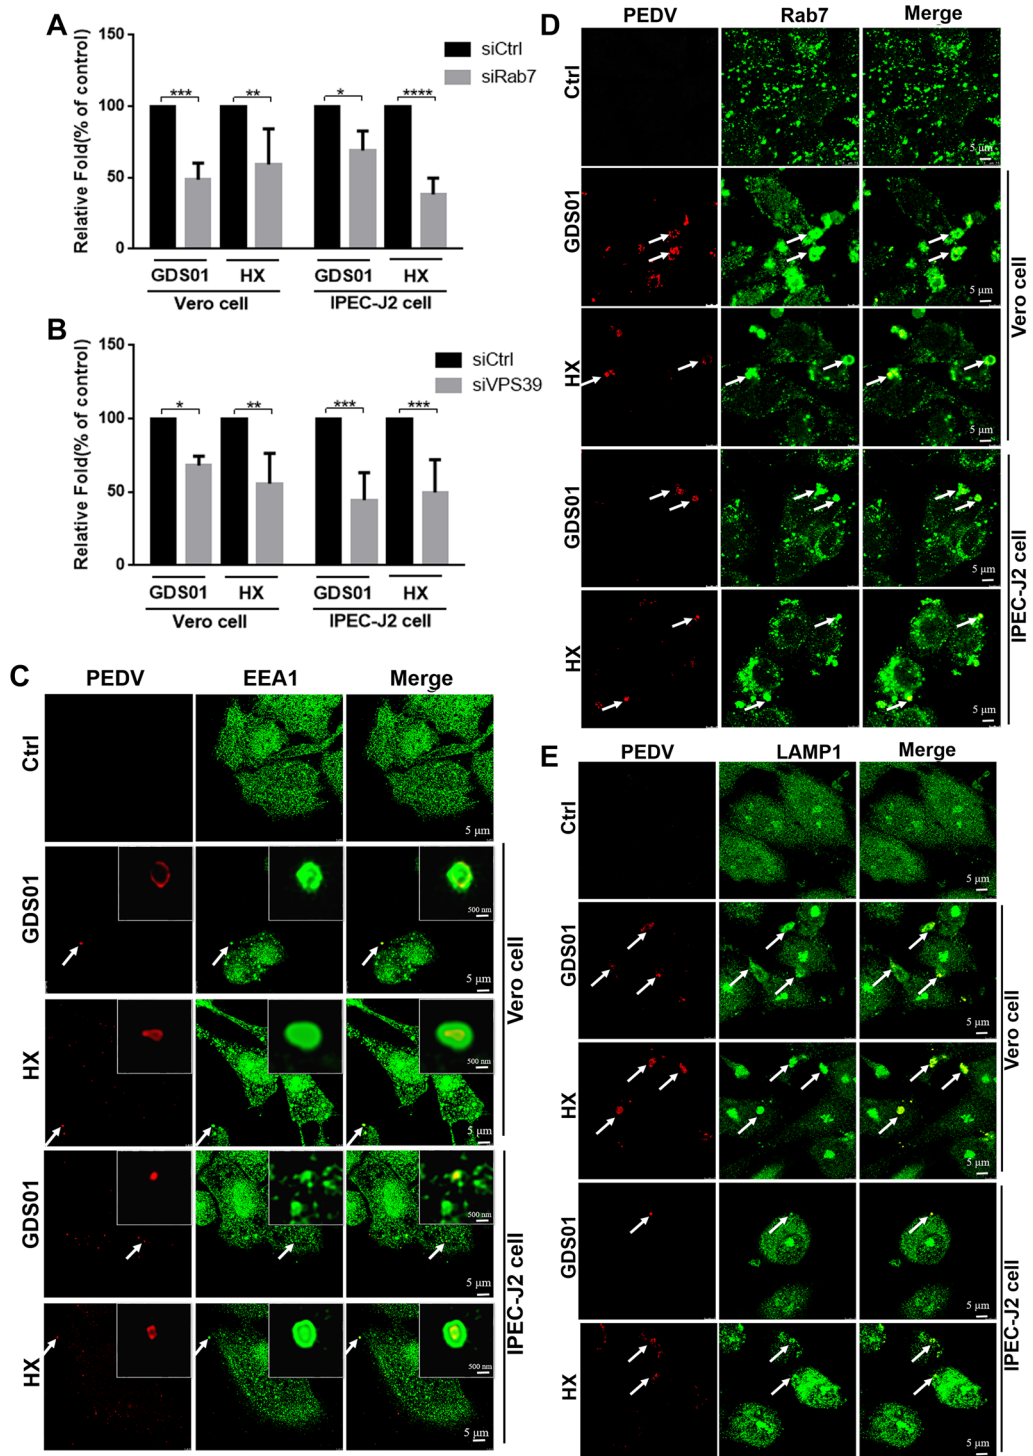 A
150
100
50
0
Relative Fold(% of control)
siCtrl
siRab7
***
**
*
****
GDS01
HX
GDS01
HX
Vero cell
IPEC-J2 cell
B
150
100
50
0
Relative Fold(% of control)
siCtrl
siVPS39
*
**
***
***
GDS01
HX
GDS01
HX
Vero cell
IPEC-J2 cell
C
PEDV EEA1 Merge
Ctrl
5 µm
GDS01
500 nm
5 µm
HX
500 nm
5 µm
Vero cell
GDS01
500 nm
5 µm
HX
500 nm
5 µm
IPEC-J2 cell
D
PEDV Rab7 Merge
Ctrl
5 µm
GDS01
5 µm
HX
5 µm
Vero cell
GDS01
5 µm
HX
5 µm
IPEC-J2 cell
E
PEDV LAMP1 Merge
Ctrl
5 µm
GDS01
5 µm
HX
5 µm
Vero cell
GDS01
5 µm
HX
5 µm
IPEC-J2 cell